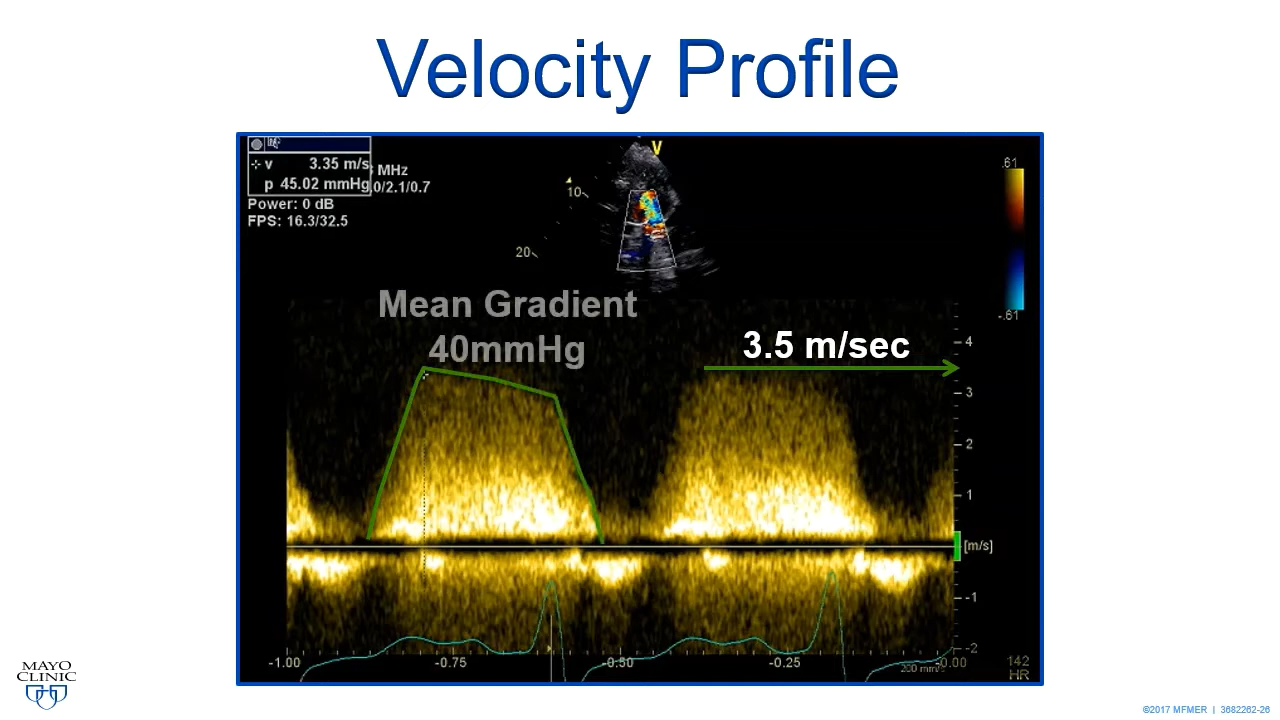 Velocity Profile
v 3.35 m/s
p 45.02 mmHg
MHz
.0/2.1/0.7
Power: 0 dB
FPS: 16.3/32.5
V
10
20
.61
-.61
Mean Gradient
40mmHg
3.5 m/sec
4
3
2
1
[m/s]
-1
-2
-1.00
-0.75
-0.50
-0.25
-0.00
142
HR
MAYO
CLINIC
©2017 MFMER | 3682262-26